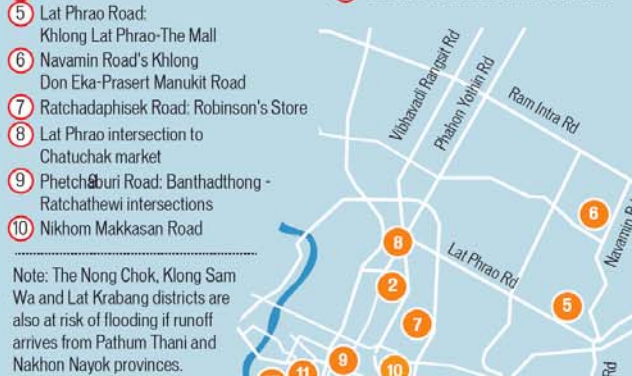 5 Lat Phrao Road:
Khlong Lat Phrao-The Mall
6 Navamin Road's Khlong
Don Eka-Prasert Manukit Road
7 Ratchadaphisek Road: Robinson's Store
8 Lat Phrao intersection to
Chatuchak market
9 Phetchaburi Road: Banthadthong -
Ratchathewi intersections
10 Nikhom Makkasan Road
Note: The Nong Chok, Klong Sam
Wa and Lat Krabang districts are
also at risk of flooding if runoff
arrives from Pathum Thani and
Nakhon Nayok provinces.
Vibhavadi Rangsit Rd
Phahon Yothin Rd
Ram Intra Rd
6
Navamin
8
Lat Phrao Rd
2
5
7
9
10
11
Rd